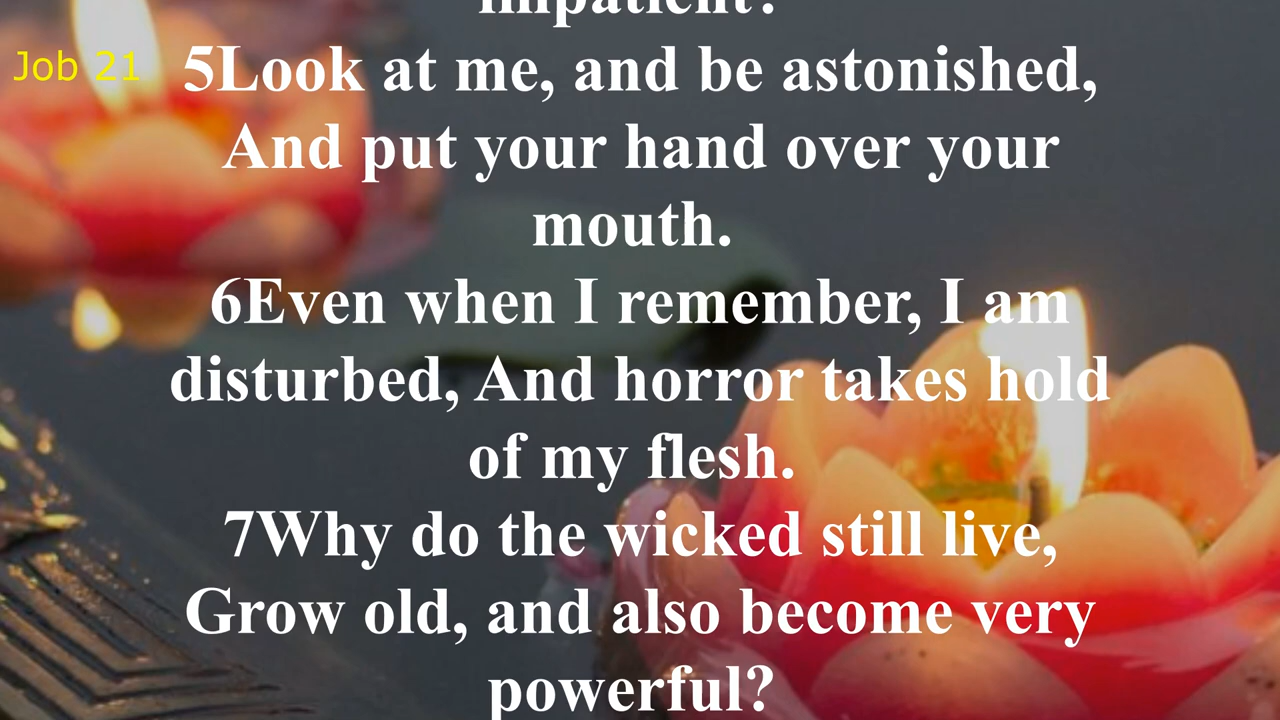 impatient?
Job 21
5Look at me, and be astonished,
And put your hand over your
mouth.
6Even when I remember, I am
disturbed, And horror takes hold
of my flesh.
7Why do the wicked still live,
Grow old, and also become very
powerful?